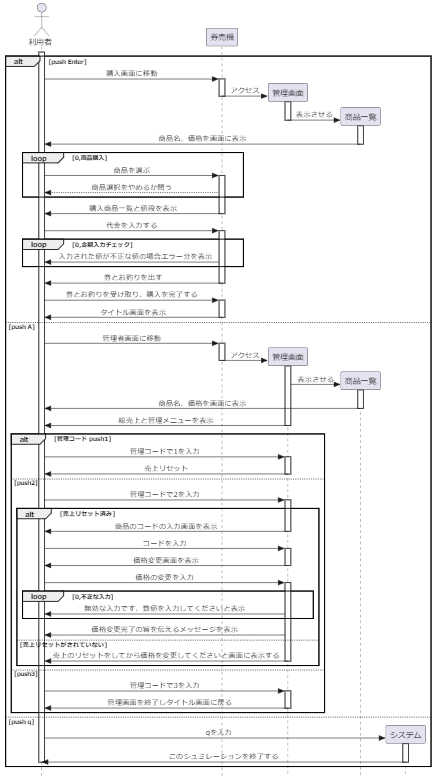 利用者
券売機
alt [push Enter]
購入画面に移動
アクセス
管理画面
表示させる
商品一覧
商品名、価格を画面に表示
loop [0,商品購入]
商品を選ぶ
商品選択をやめるか問う
購入商品一覧と値段を表示
代金を入力する
loop [0,金額入力チェック]
入力された値が不正な値の場合エラー分を表示
券とお釣りを出す
券とお釣りを受け取り、購入を完了する
タイトル画面を表示
[push A]
管理者画面に移動
アクセス
管理画面
表示させる
商品一覧
商品名、価格を画面に表示
総売上と管理メニューを表示
alt [管理コード push1]
管理コードで1を入力
売上リセット
[push2]
管理コードで2を入力
alt [売上リセット済み]
商品のコードの入力画面を表示
コードを入力
価格変更画面を表示
価格の変更を入力
loop [0,不正な入力]
無効な入力です、数値を入力してくださいと表示
価格変更完了の旨を伝えるメッセージを表示
[売上リセットがされていない]
売上のリセットをしてから価格を変更してくださいと画面に表示する
[push3]
管理コードで3を入力
管理画面を終了しタイトル画面に戻る
[push q]
qを入力
システム
このシュミレーションを終了する